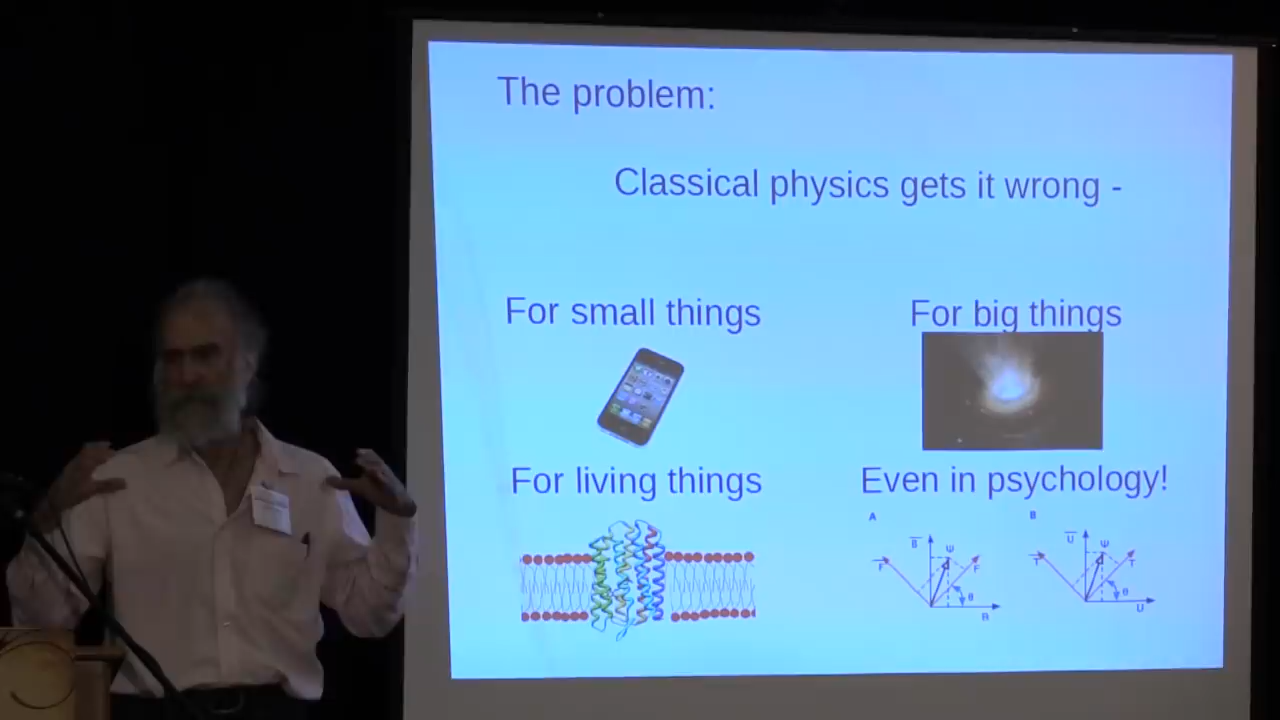 The problem:
Classical physics gets it wrong -
For small things
For big things
For living things
Even in psychology!
A
B
B
Ψ
F
F
θ
B
U
Ψ
T
T
θ
U